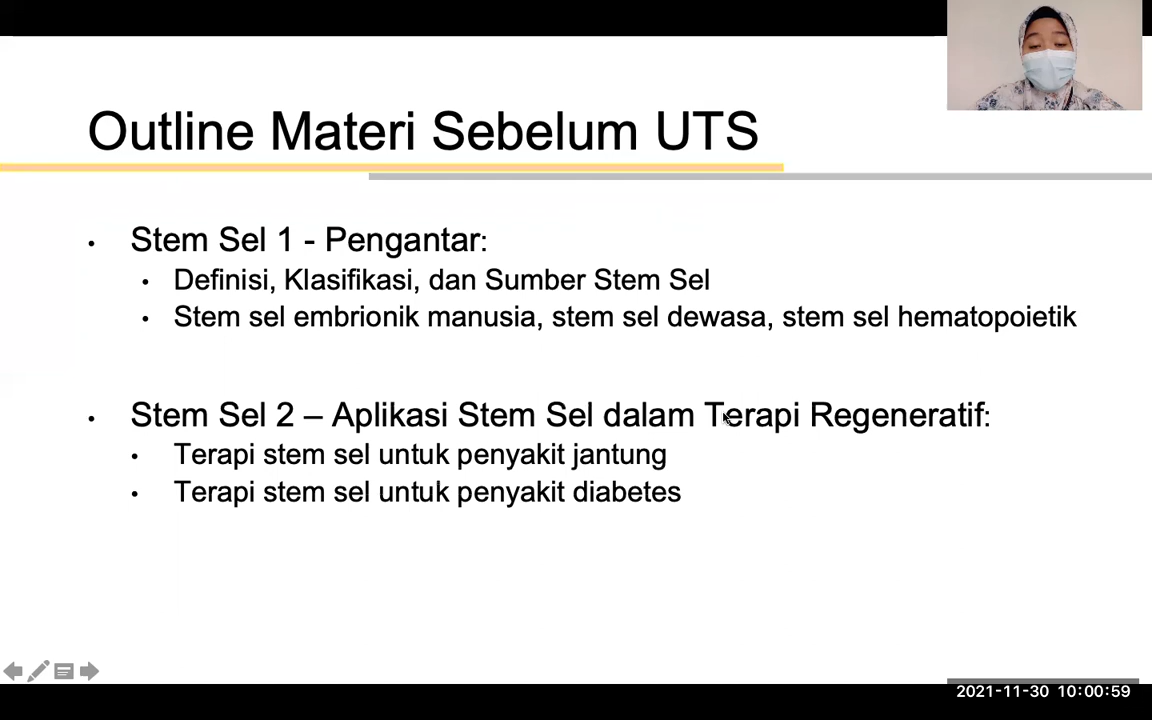 Outline Materi Sebelum UTS
• Stem Sel 1 - Pengantar:
• Definisi, Klasifikasi, dan Sumber Stem Sel
• Stem sel embrionik manusia, stem sel dewasa, stem sel hematopoietik
• Stem Sel 2 – Aplikasi Stem Sel dalam Terapi Regeneratif:
• Terapi stem sel untuk penyakit jantung
• Terapi stem sel untuk penyakit diabetes
2021-11-30 10:00:59